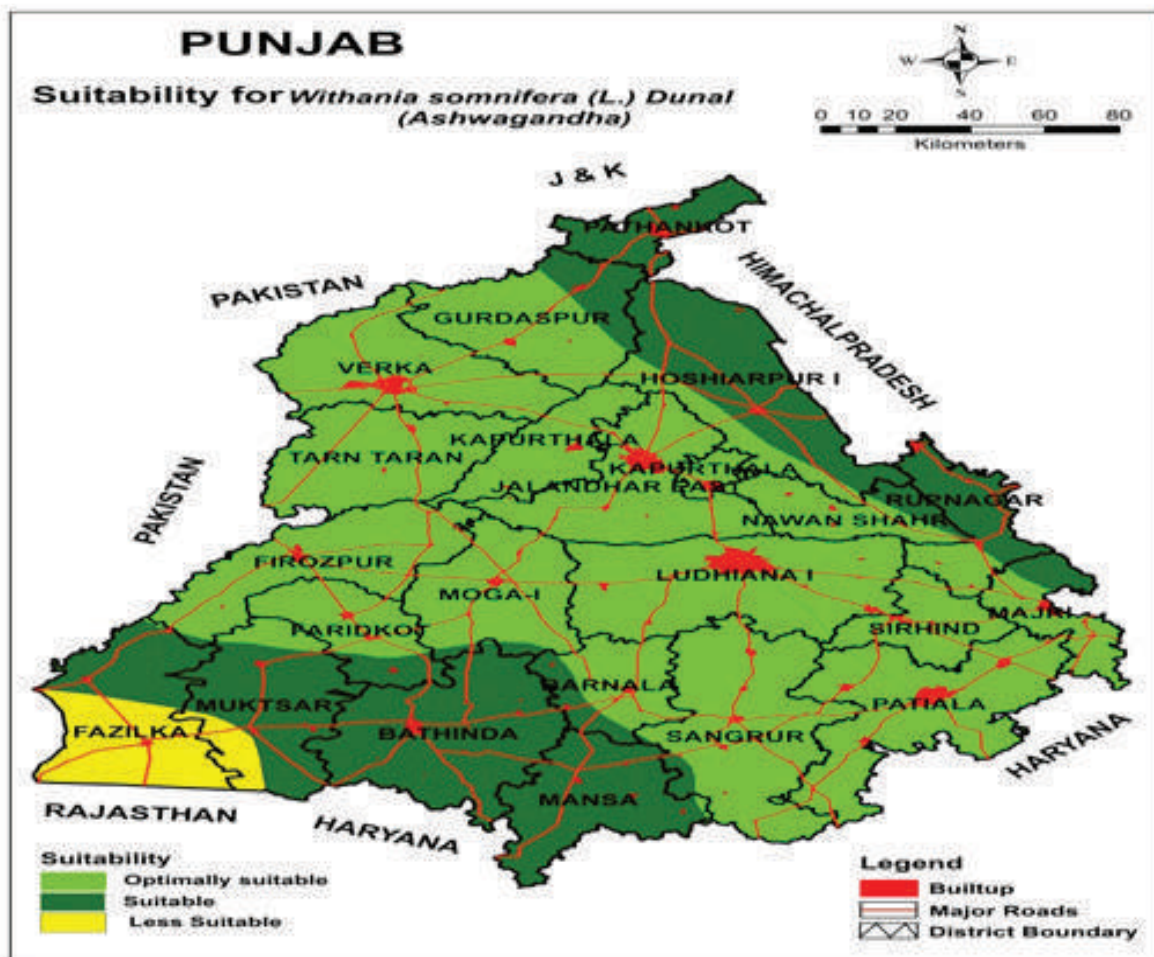 PUNJAB
Suitability for Withania somnifera (L.) Dunal
(Ashwagandha)
W E
S
0 10 20 40 60 80
Kilometers
J & K
PATHANKOT
HIMACHALPRADESH
PAKISTAN
GURDASPUR
VERKA
HOSHIARPUR I
KAPURTHALA
TARN TARAN
KAPURTHALA
JALANDHAR EAST
RUPNAGAR
PAKISTAN
NAWAN SHAHR
FIROZPUR
LUDHIANA I
MOGA-I
MAJRI
FARIDKOT
SIRHIND
BARNALA
MUKTSAR
PATIALA
FAZILKA
BATHINDA
SANGRUR
HARYANA
MANSA
RAJASTHAN
HARYANA
Suitability
Optimally suitable
Suitable
Less Suitable
Legend
Builtup
Major Roads
District Boundary